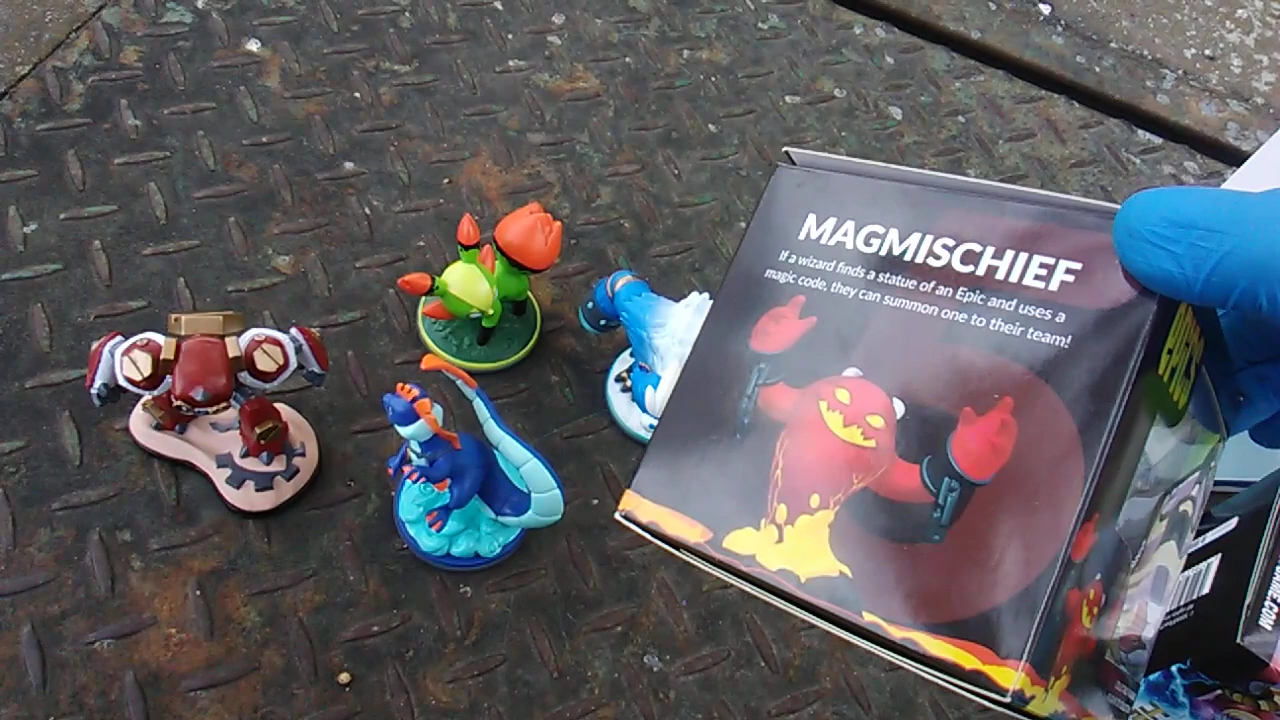 MAGMISCHIEF
If a wizard finds a statue of an Epic and uses a
magic code, they can summon one to their team!
EPICS